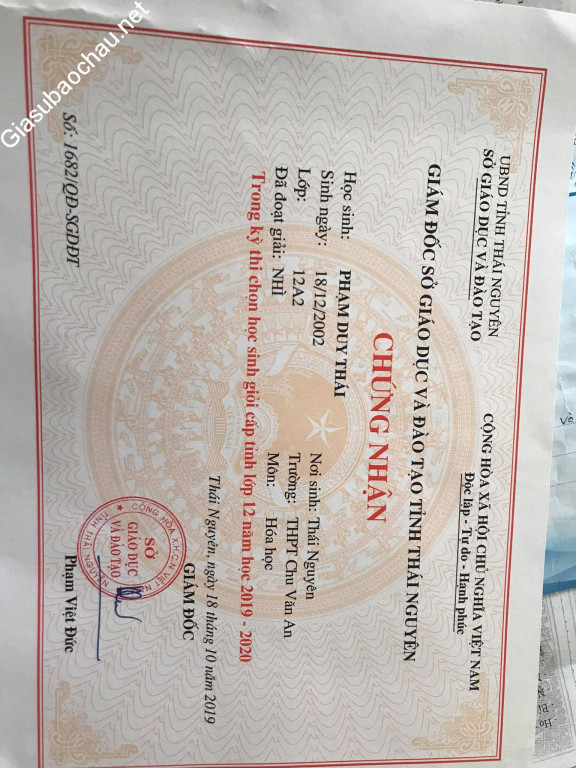 Giasubaochau.net
UBND TỈNH THÁI NGUYÊN
SỞ GIÁO DỤC VÀ ĐÀO TẠO
CỘNG HÒA XÃ HỘI CHỦ NGHĨA VIỆT NAM
Độc lập - Tự do - Hạnh phúc
GIÁM ĐỐC SỞ GIÁO DỤC VÀ ĐÀO TẠO TỈNH THÁI NGUYÊN
CHỨNG NHẬN
Học sinh: PHẠM DUY THÁI
Sinh ngày: 18/12/2002 Nơi sinh: Thái Nguyên
Lớp: 12A2 Trường: THPT Chu Văn An
Đã đoạt giải: NHÌ Môn: Hóa học
Trong kỳ thi chọn học sinh giỏi cấp tỉnh lớp 12 năm học 2019 - 2020
Thái Nguyên, ngày 18 tháng 10 năm 2019
GIÁM ĐỐC
SỞ
GIÁO DỤC
VÀ ĐÀO TẠO
Phạm Việt Đức
Số: 1682/QĐ-SGDĐT